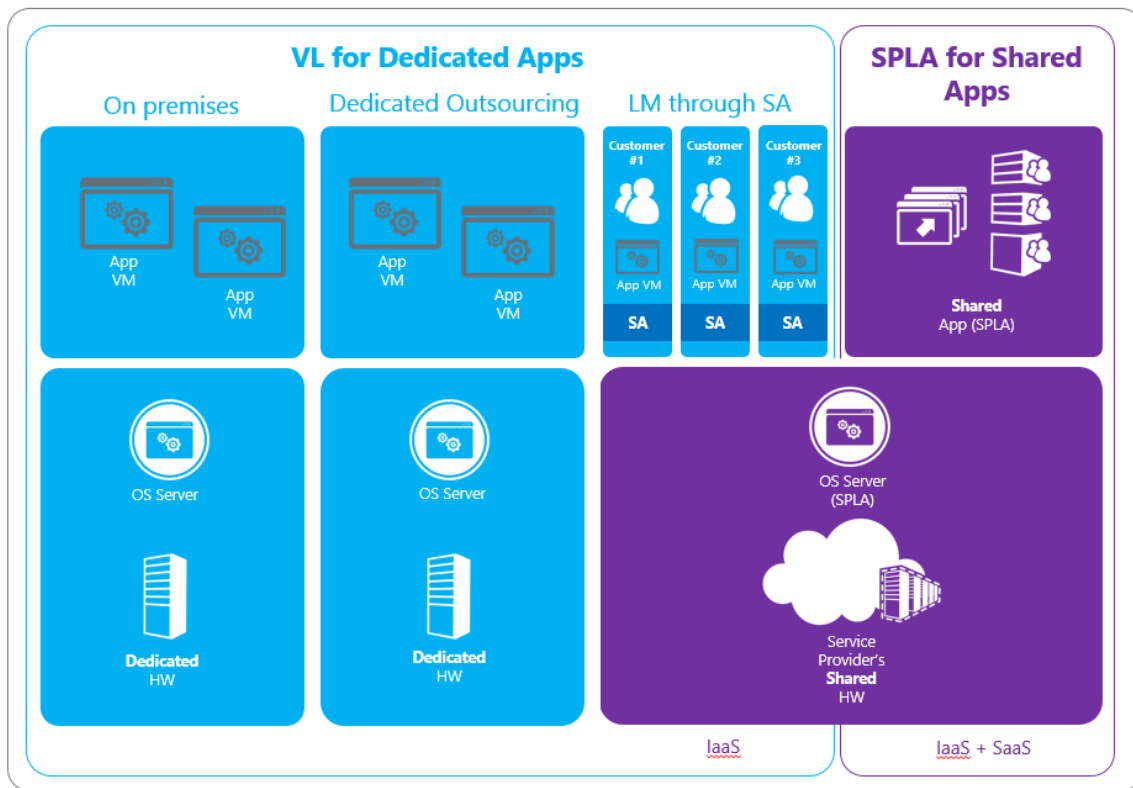 VL for Dedicated Apps
SPLA for Shared
Apps
On premises
Dedicated Outsourcing
LM through SA
App
VM
App
VM
App
VM
App
VM
Customer
#1
App VM
SA
Customer
#2
App VM
SA
Customer
#3
App VM
SA
Shared
App (SPLA)
OS Server
Dedicated
HW
OS Server
Dedicated
HW
OS Server
(SPLA)
Service
Provider's
Shared
HW
IaaS
IaaS + SaaS